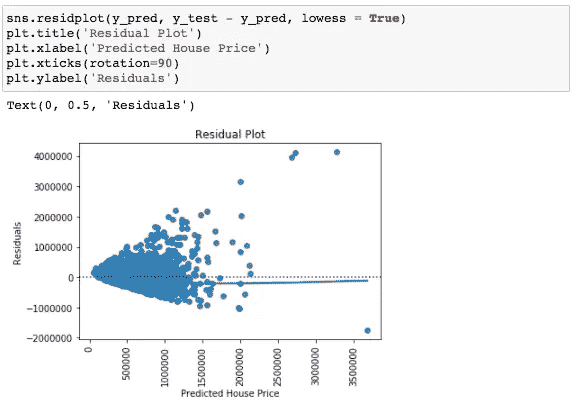 sns.residplot(y_pred, y_test - y_pred, lowess = True)
plt.title('Residual Plot')
plt.xlabel('Predicted House Price')
plt.xticks(rotation=90)
plt.ylabel('Residuals')
Text(0, 0.5, 'Residuals')
Residual Plot
4000000
3000000
2000000
1000000
0
-1000000
-2000000
Residuals
0
500000
1000000
1500000
2000000
2500000
3000000
3500000
Predicted House Price